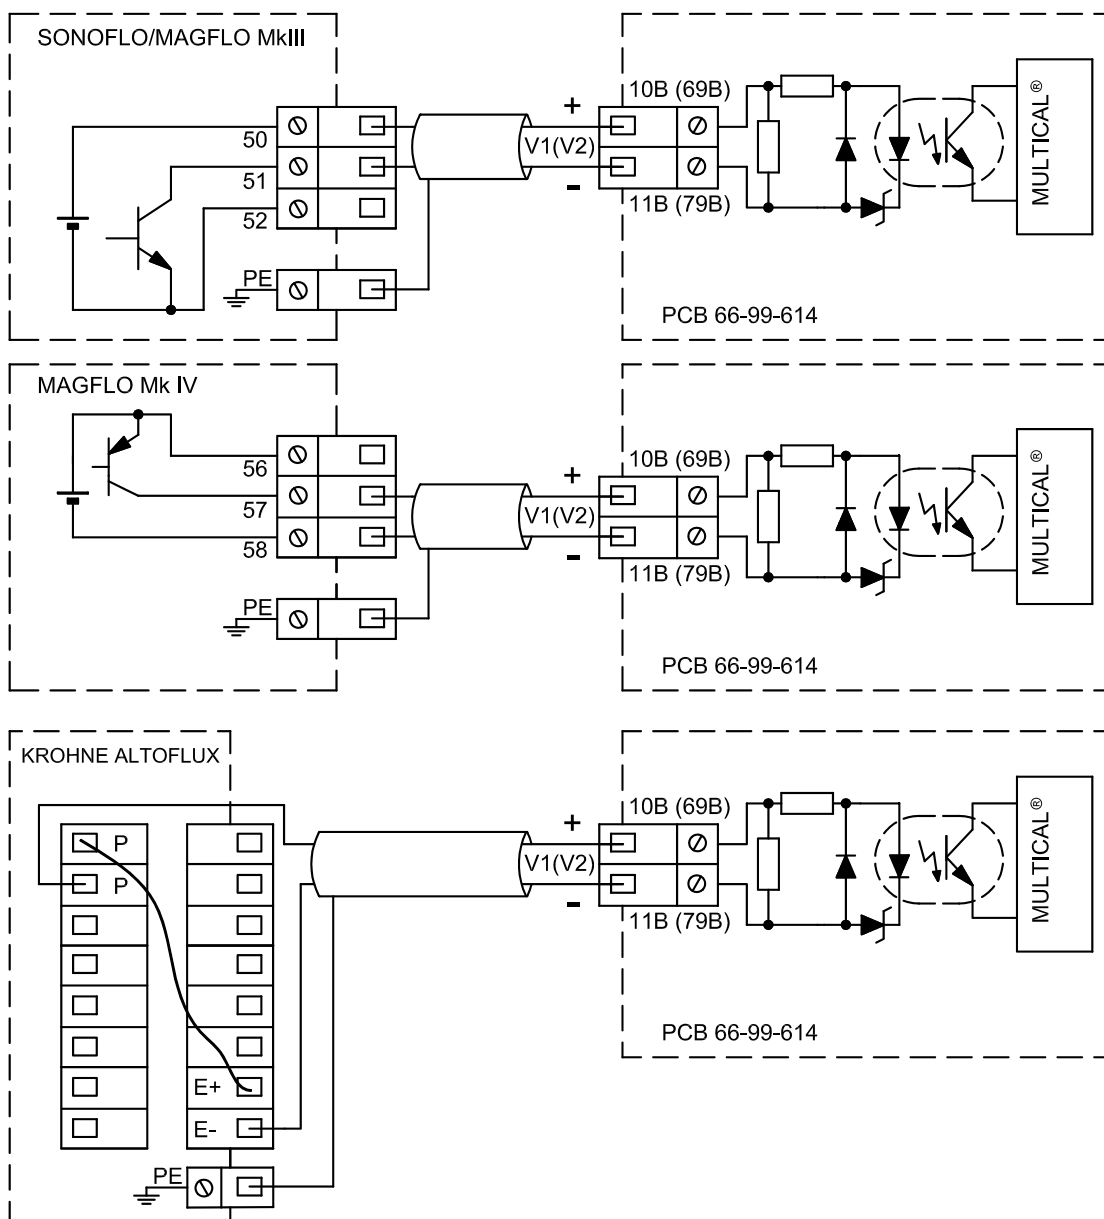 SONOFLO/MAGFLO MkIII
50
51
52
PE
+
V1(V2)
-
10B (69B)
11B (79B)
MULTICAL®
PCB 66-99-614
MAGFLO Mk IV
56
57
58
PE
+
V1(V2)
-
10B (69B)
11B (79B)
MULTICAL®
PCB 66-99-614
KROHNE ALTOFLUX
P
P
E+
E-
PE
+
V1(V2)
-
10B (69B)
11B (79B)
MULTICAL®
PCB 66-99-614